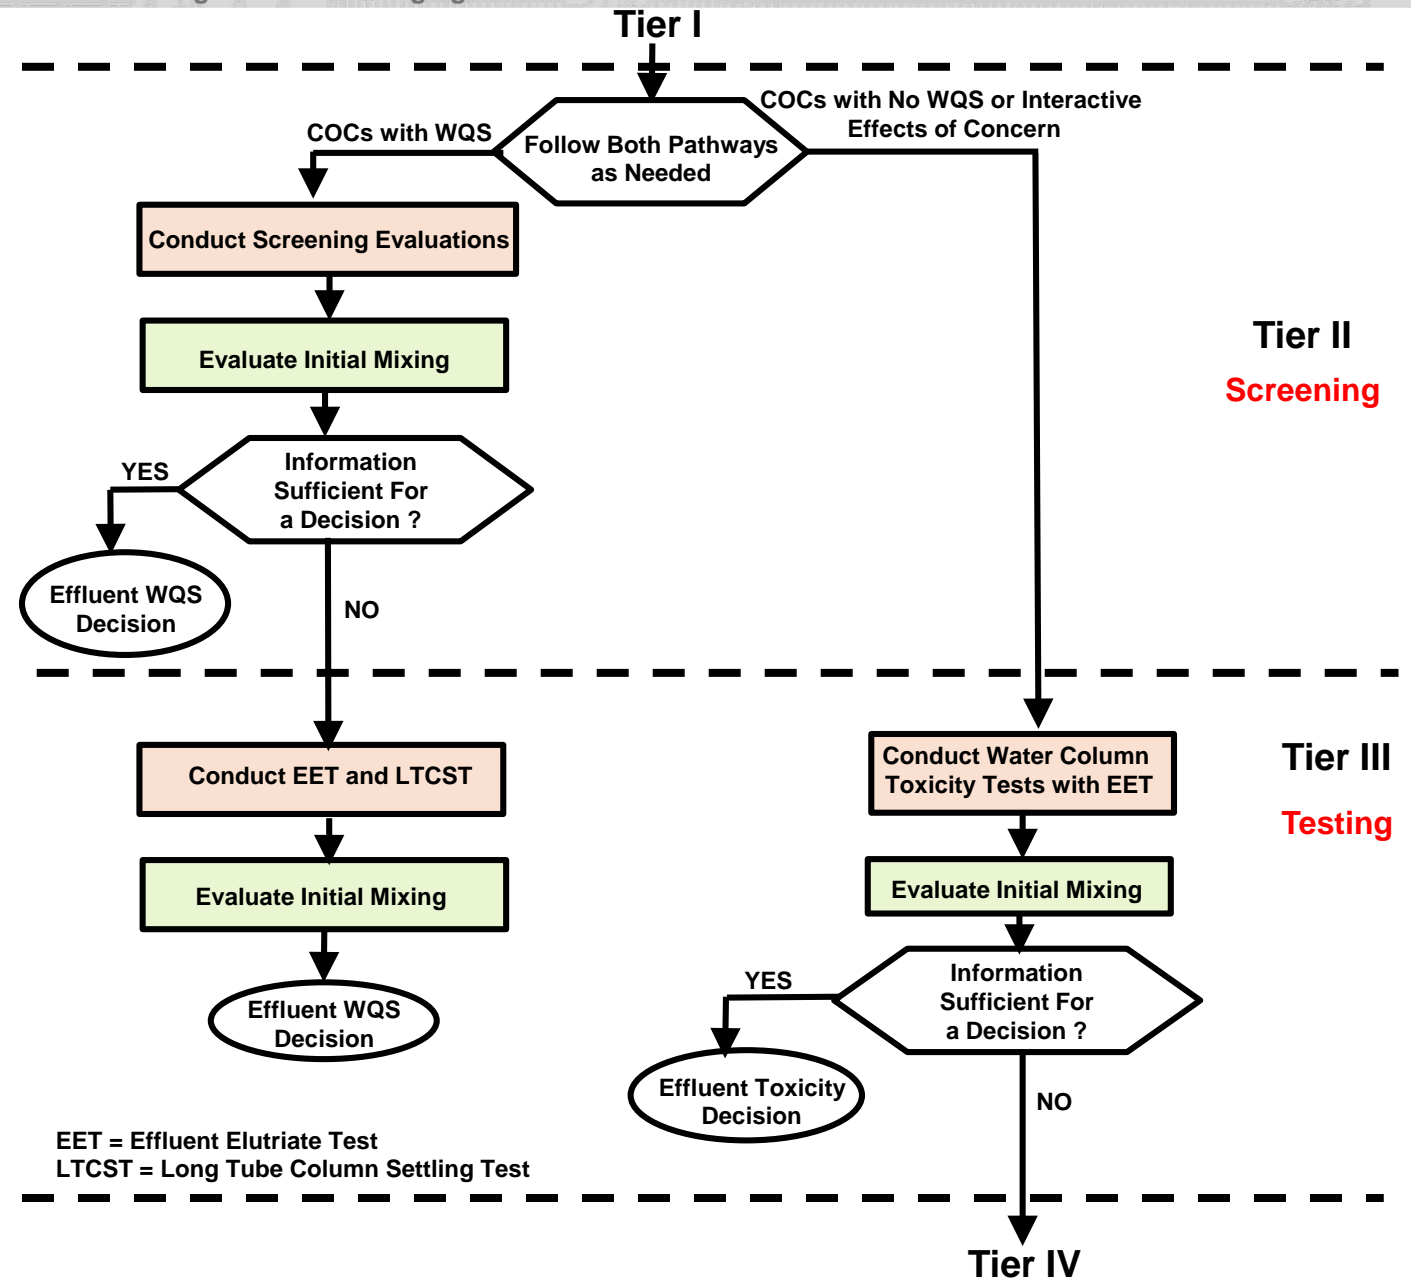 Tier I
COCs with No WQS or Interactive
Effects of Concern
COCs with WQS
Follow Both Pathways
as Needed
Conduct Screening Evaluations
Evaluate Initial Mixing
Tier II
Screening
Information
Sufficient For
a Decision ?
YES
Effluent WQS
Decision
NO
Conduct EET and LTCST
Conduct Water Column
Toxicity Tests with EET
Tier III
Testing
Evaluate Initial Mixing
Evaluate Initial Mixing
Effluent WQS
Decision
YES
Information
Sufficient For
a Decision ?
Effluent Toxicity
Decision
NO
EET = Effluent Elutriate Test
LTCST = Long Tube Column Settling Test
Tier IV